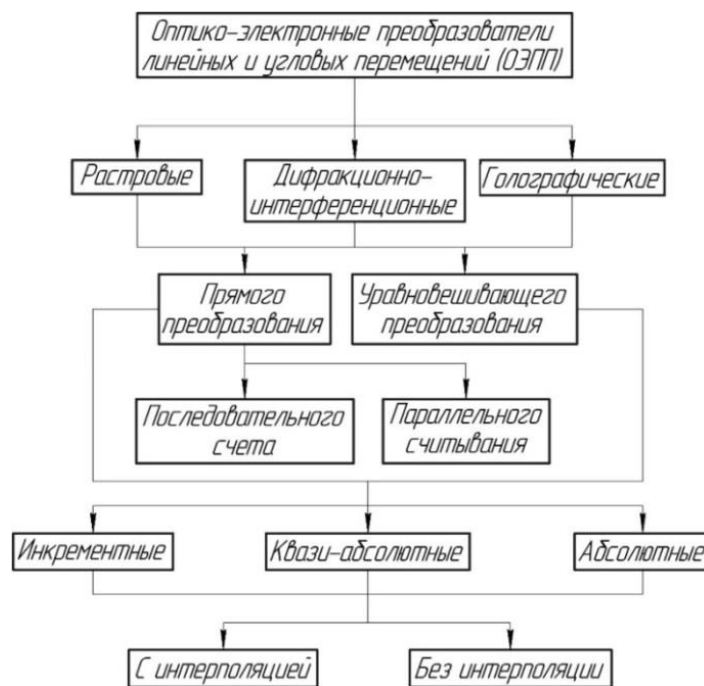 Оптико-электронные преобразователи
линейных и угловых перемещений (ОЭПП)
Растровые
Дифракционно-
интерференционные
Голографические
Прямого
преобразования
Уравновешивающего
преобразования
Последовательного
счета
Параллельного
считывания
Инкрементные
Квази-абсолютные
Абсолютные
С интерполяцией
Без интерполяции